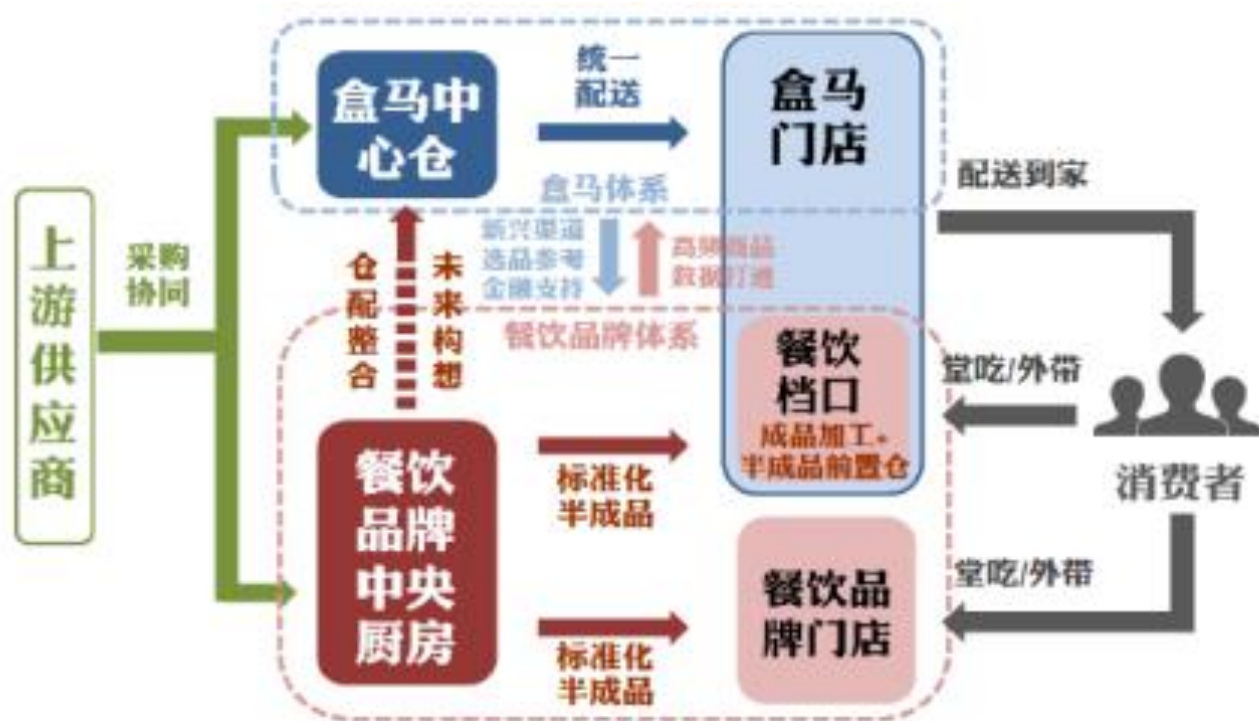 上游供应商
采购
协同
盒马中
心仓
统一
配送
盒马
门店
盒马体系
配送到家
新兴渠道
选品参考
金融支持
高频商品
数据打通
仓配整合
未来构想
餐饮品牌体系
餐饮
档口
成品加工。
半成品前置仓
堂吃/外带
消费者
餐饮
品牌
中央
厨房
标准化
半成品
标准化
半成品
餐饮品
牌门店
堂吃/外带